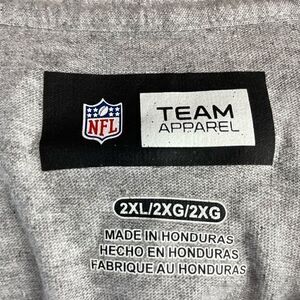 NFL
TEAM
APPAREL
2XL/2XG/2XG
MADE IN HONDURAS
HECHO EN HONDURAS
FABRIQUE AU HONDURAS